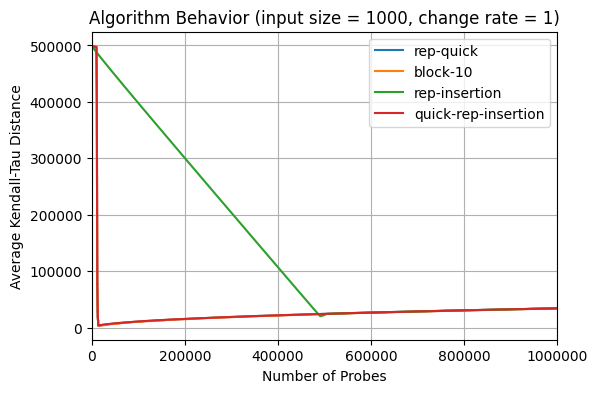 Algorithm Behavior (input size = 1000, change rate = 1)
500000
400000
300000
200000
100000
0
Average Kendall-Tau Distance
rep-quick
block-10
rep-insertion
quick-rep-insertion
0
200000
400000
600000
800000
1000000
Number of Probes